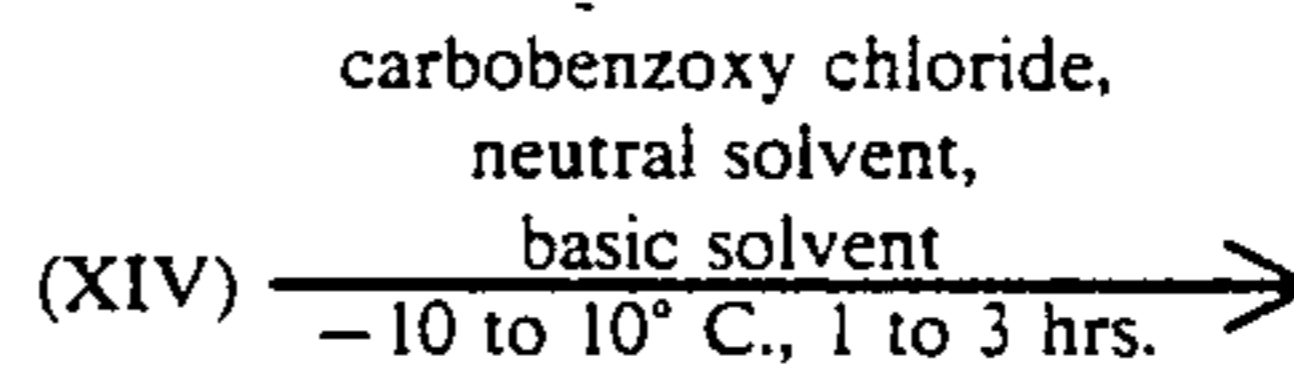 carbobenzoxy chloride,
neutral solvent,
basic solvent
(XIV)
−10 to 10° C., 1 to 3 hrs.